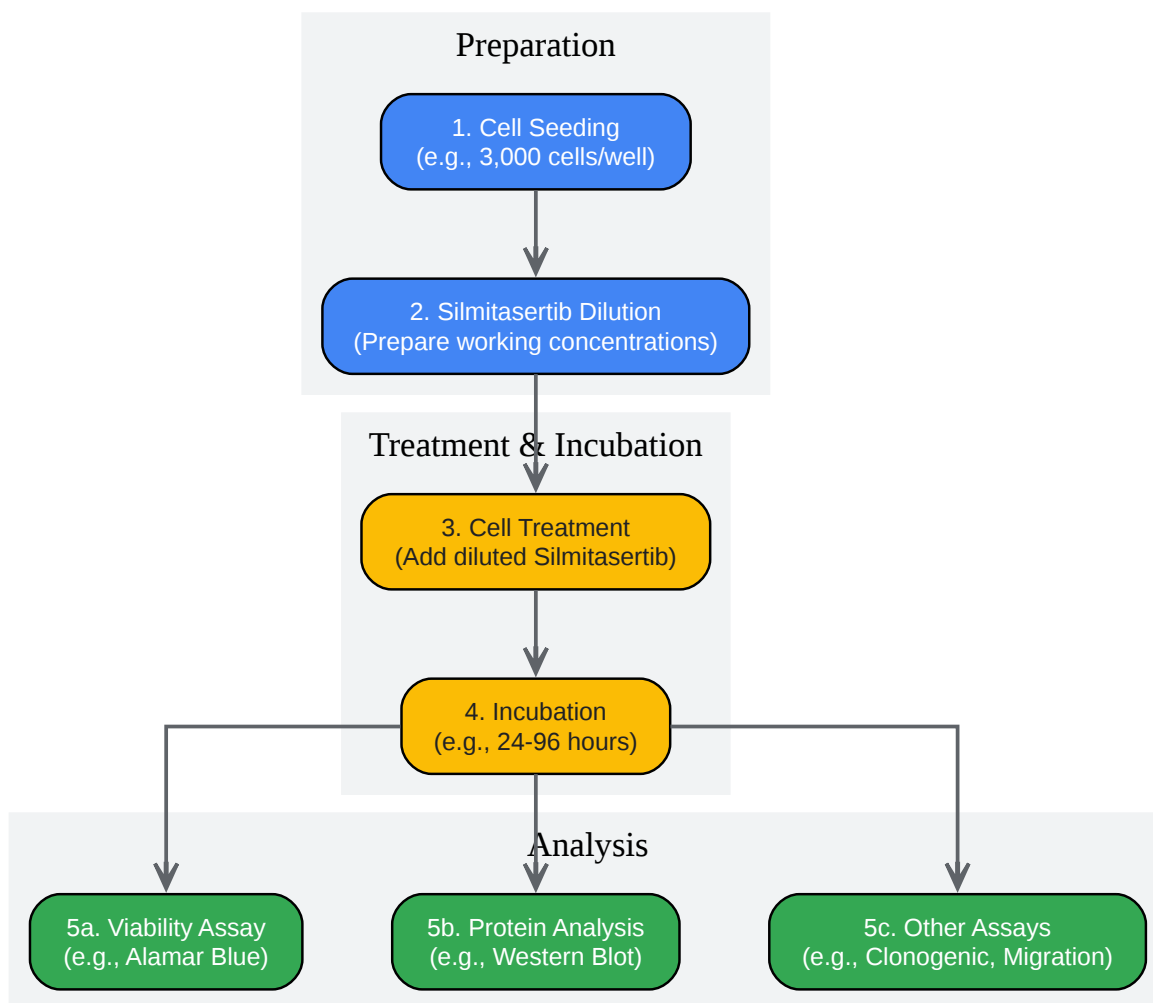 Preparation
1. Cell Seeding
(e.g., 3,000 cells/well)
2. Silmitasertib Dilution
(Prepare working concentrations)
Treatment & Incubation
3. Cell Treatment
(Add diluted Silmitasertib)
4. Incubation
(e.g., 24-96 hours)
Analysis
5a. Viability Assay
(e.g., Alamar Blue)
5b. Protein Analysis
(e.g., Western Blot)
5c. Other Assays
(e.g., Clonogenic, Migration)